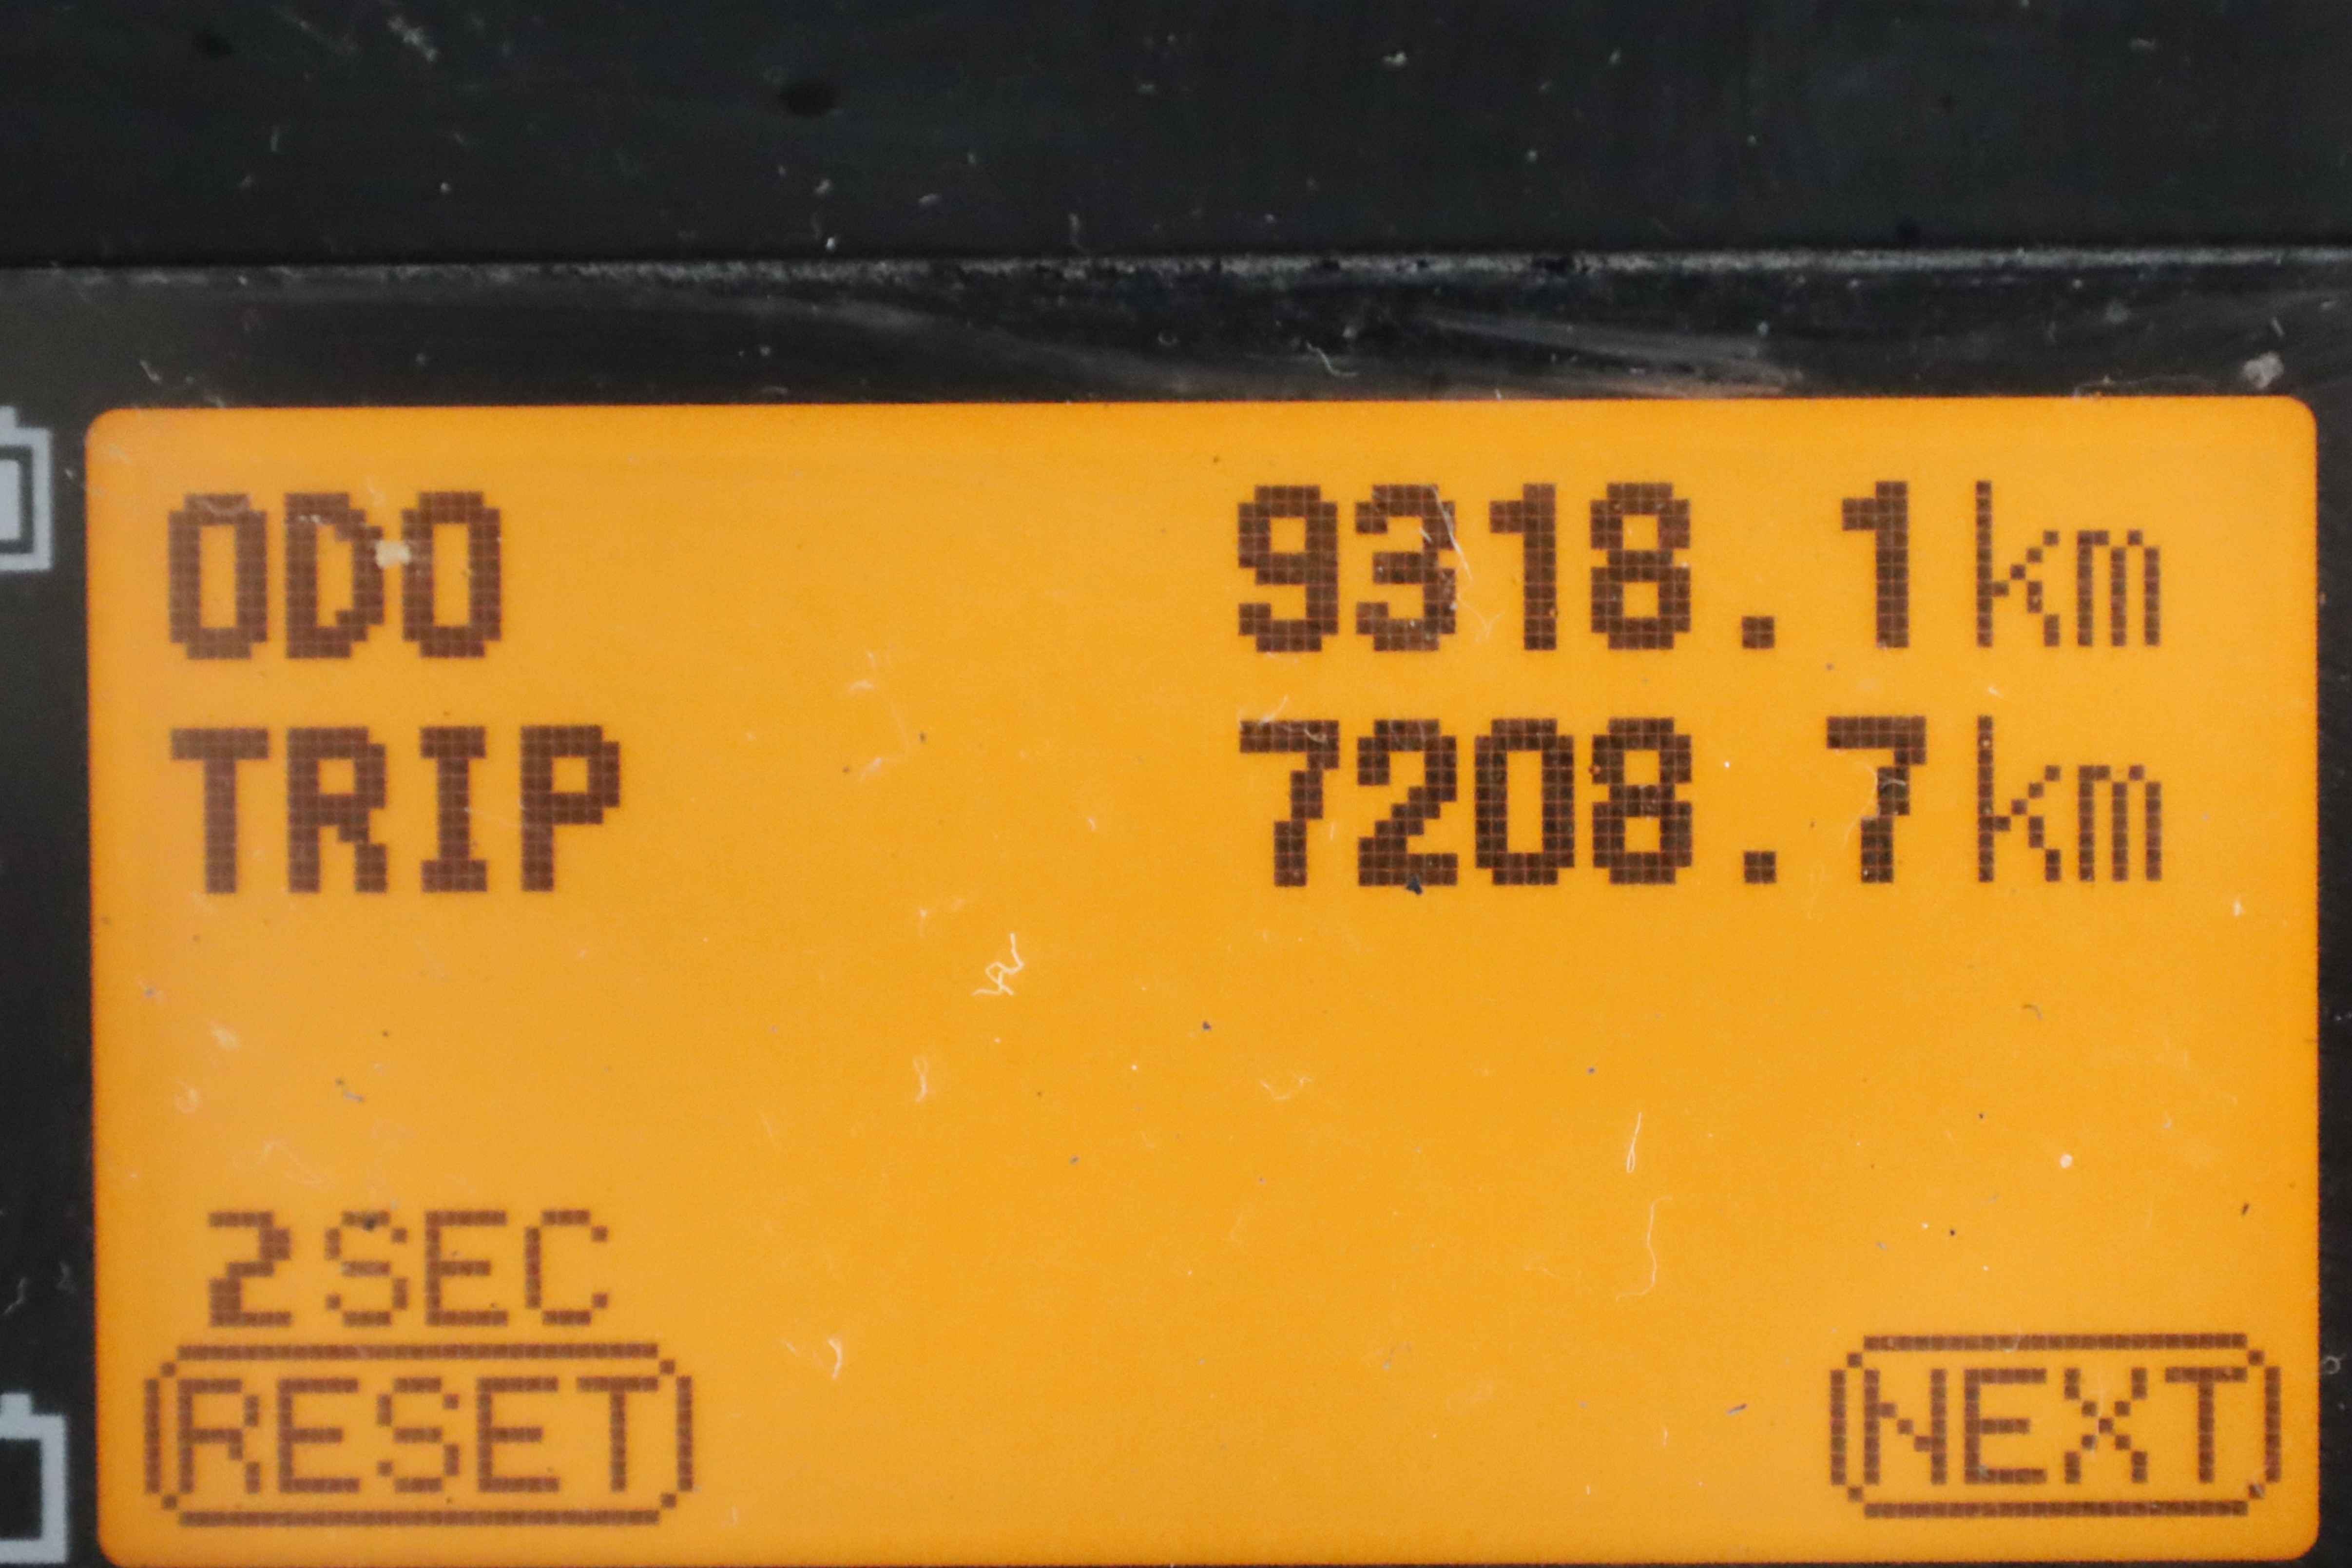 ODO 9318.1km
TRIP 7208.7km
2SEC
RESET NEXT